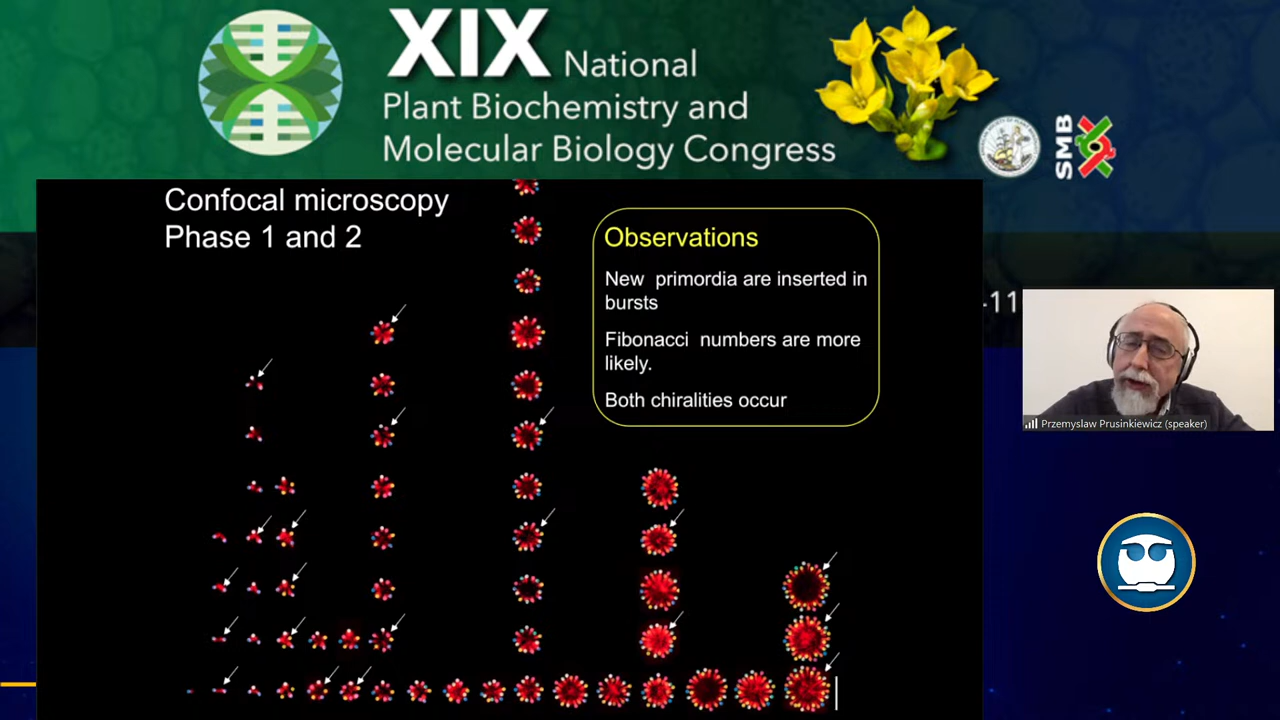 XIX National
Plant Biochemistry and
Molecular Biology Congress
SMB
Confocal microscopy
Phase 1 and 2
Observations
New primordia are inserted in
bursts
Fibonacci numbers are more
likely.
Both chiralities occur
-11
Przemyslaw Prusinkiewicz (speaker)